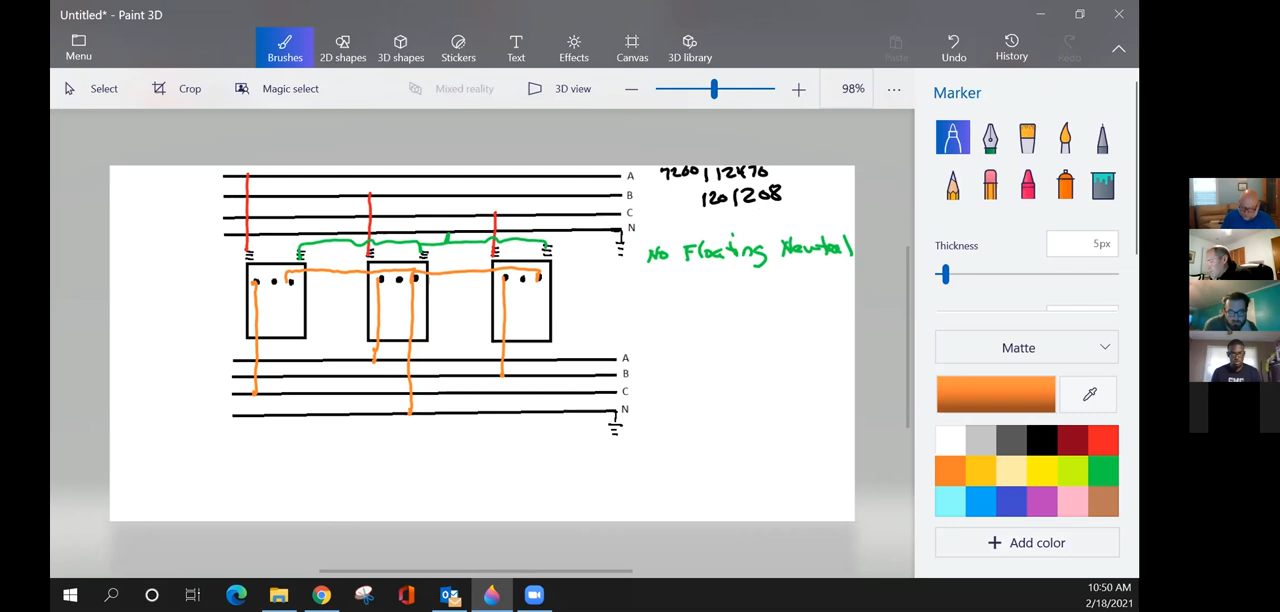 Untitled* - Paint 3D
Menu
Brushes
2D shapes
3D shapes
Stickers
Text
Effects
Canvas
3D library
Paste
Undo
History
Redo
Select
Crop
Magic select
Mixed reality
3D view
98%
Marker
7200/12470
120/208
A
B
C
N
No Floating Neutral
A
B
C
N
Thickness
5px
Matte
Add color
10:50 AM
2/18/2021